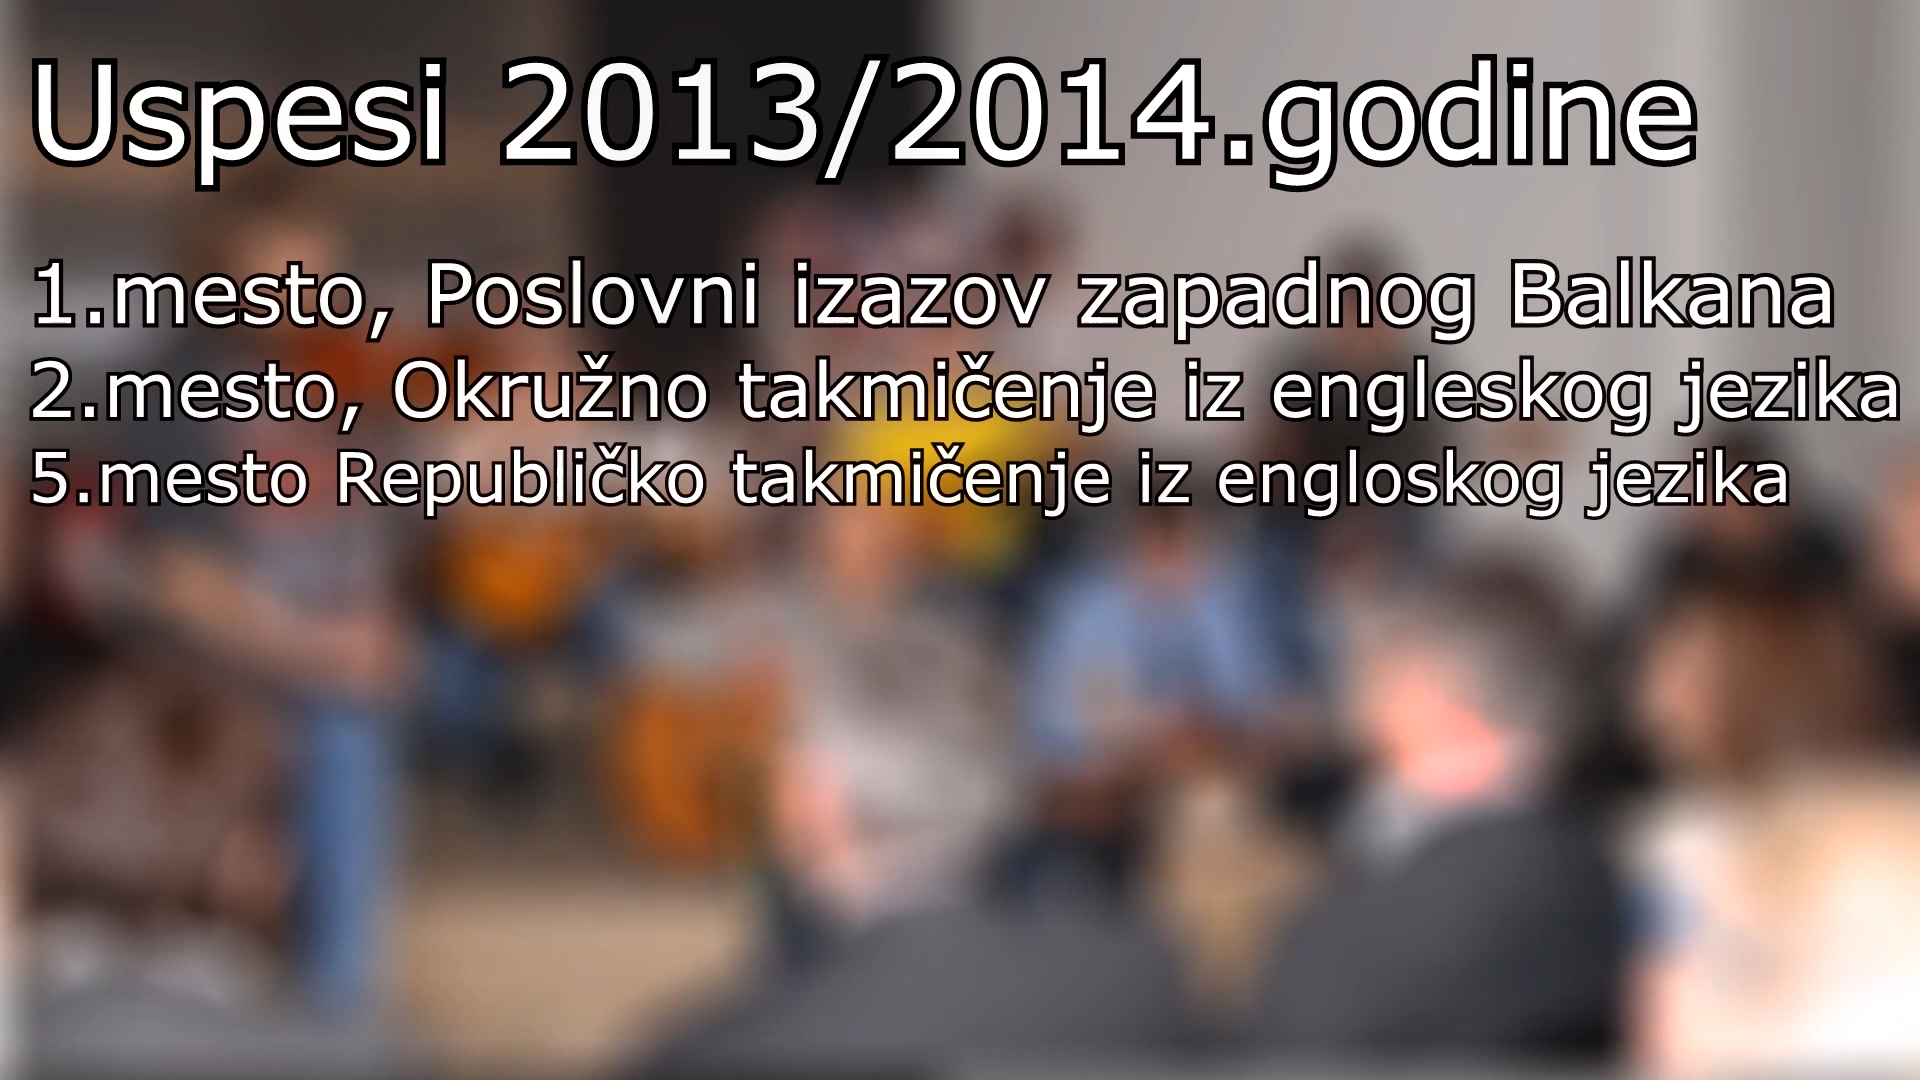 Uspesi 2013/2014.godine
1.mesto, Poslovni izazov zapadnog Balkana
2.mesto, Okružno takmičenje iz engleskog jezika
5.mesto Republičko takmičenje iz engloskog jezika